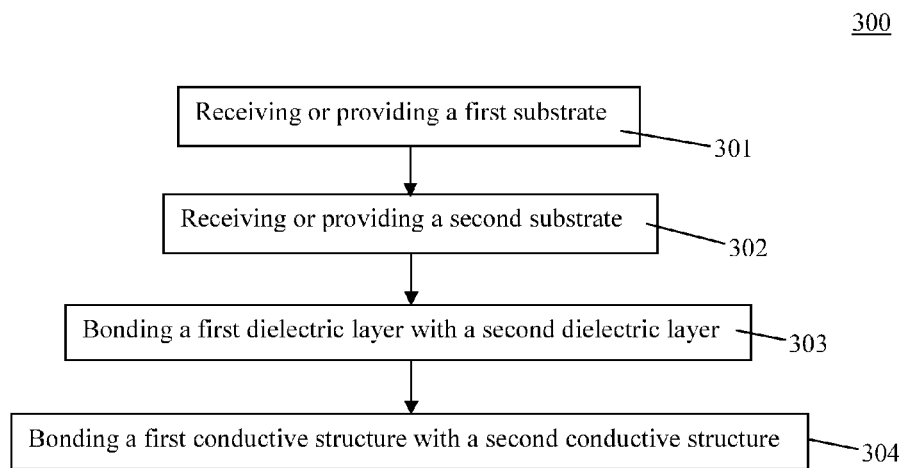 300
Receiving or providing a first substrate
301
Receiving or providing a second substrate
302
Bonding a first dielectric layer with a second dielectric layer
303
Bonding a first conductive structure with a second conductive structure
304